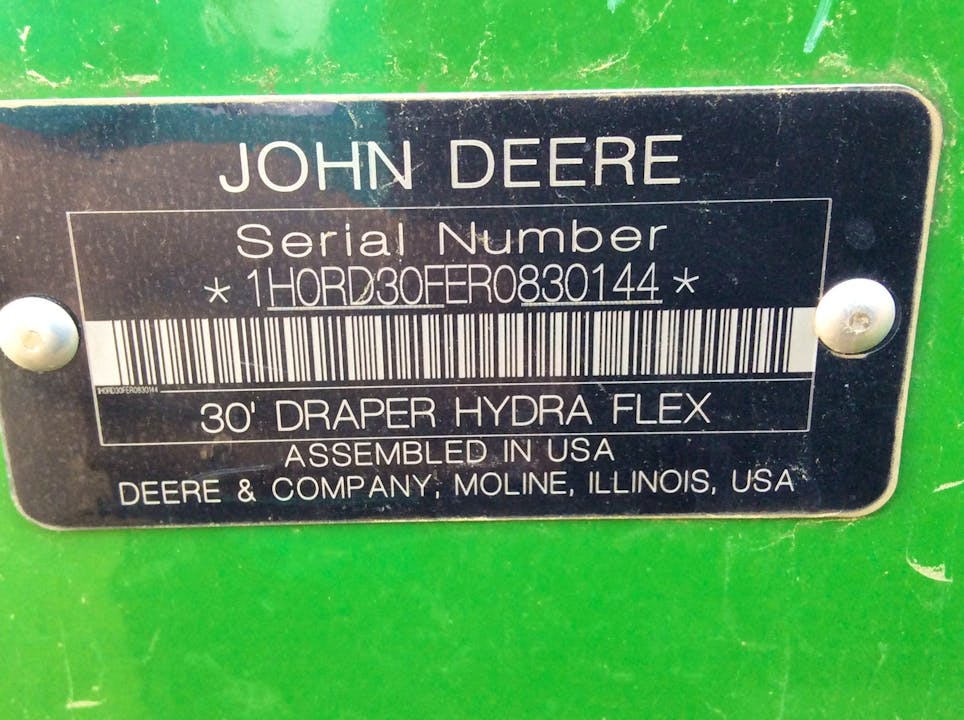 JOHN DEERE
Serial Number
* 1H0RD30FER0830144 *
1H0RD30FER0830144
30' DRAPER HYDRA FLEX
ASSEMBLED IN USA
DEERE & COMPANY, MOLINE, ILLINOIS, USA